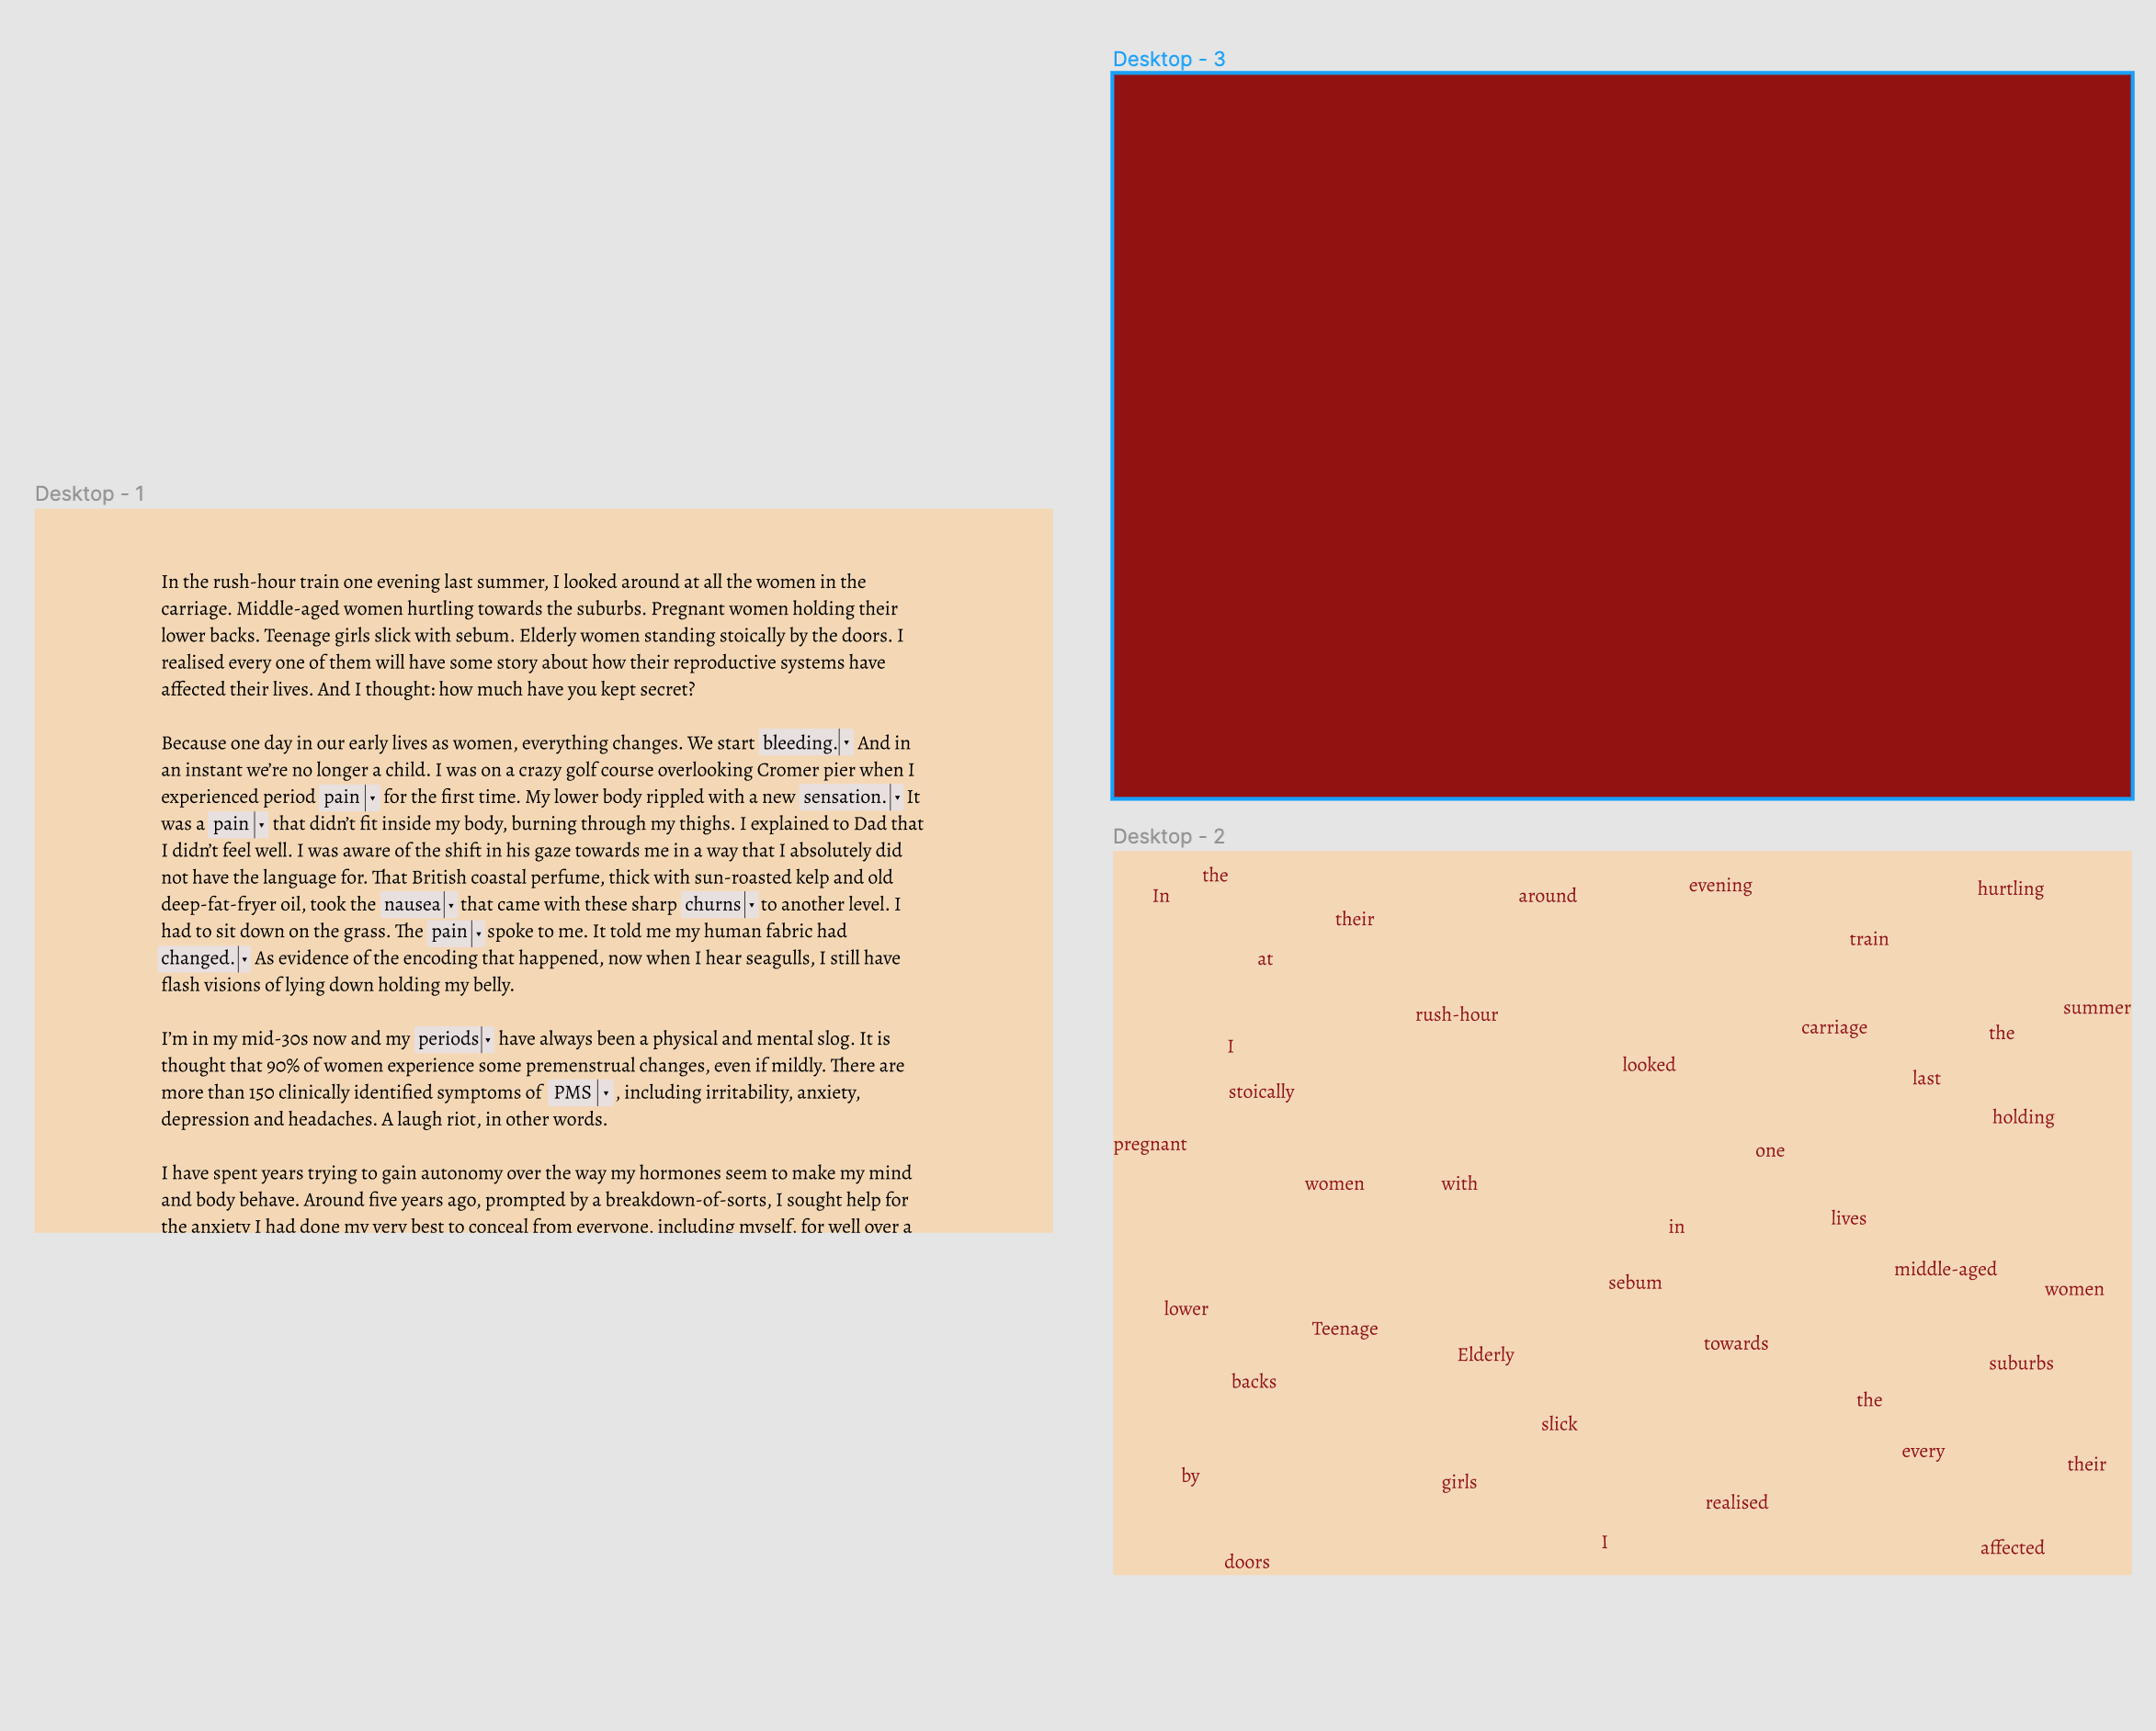 Desktop - 3
Desktop - 1
In the rush-hour train one evening last summer, I looked around at all the women in the
carriage. Middle-aged women hurtling towards the suburbs. Pregnant women holding their
lower backs. Teenage girls slick with sebum. Elderly women standing stoically by the doors. I
realised every one of them will have some story about how their reproductive systems have
affected their lives. And I thought: how much have you kept secret?
Because one day in our early lives as women, everything changes. We start bleeding. And in
an instant we’re no longer a child. I was on a crazy golf course overlooking Cromer pier when I
experienced period pain for the first time. My lower body rippled with a new sensation. It
was a pain that didn’t fit inside my body, burning through my thighs. I explained to Dad that
I didn’t feel well. I was aware of the shift in his gaze towards me in a way that I absolutely did
not have the language for. That British coastal perfume, thick with sun-roasted kelp and old
deep-fat-fryer oil, took the nausea that came with these sharp churns to another level. I
had to sit down on the grass. The pain spoke to me. It told me my human fabric had
changed. As evidence of the encoding that happened, now when I hear seagulls, I still have
flash visions of lying down holding my belly.
I’m in my mid-30s now and my periods have always been a physical and mental slog. It is
thought that 90% of women experience some premenstrual changes, even if mildly. There are
more than 150 clinically identified symptoms of PMS , including irritability, anxiety,
depression and headaches. A laugh riot, in other words.
I have spent years trying to gain autonomy over the way my hormones seem to make my mind
and body behave. Around five years ago, prompted by a breakdown-of-sorts, I sought help for
the anxiety I had done my very best to conceal from everyone, including myself, for well over a
Desktop - 2
the
In
around
evening
hurtling
their
train
at
summer
rush-hour
carriage
the
I
looked
last
stoically
holding
pregnant
one
women
with
lives
in
middle-aged
sebum
women
lower
Teenage
towards
Elderly
suburbs
backs
the
slick
every
their
by
girls
realised
I
affected
doors